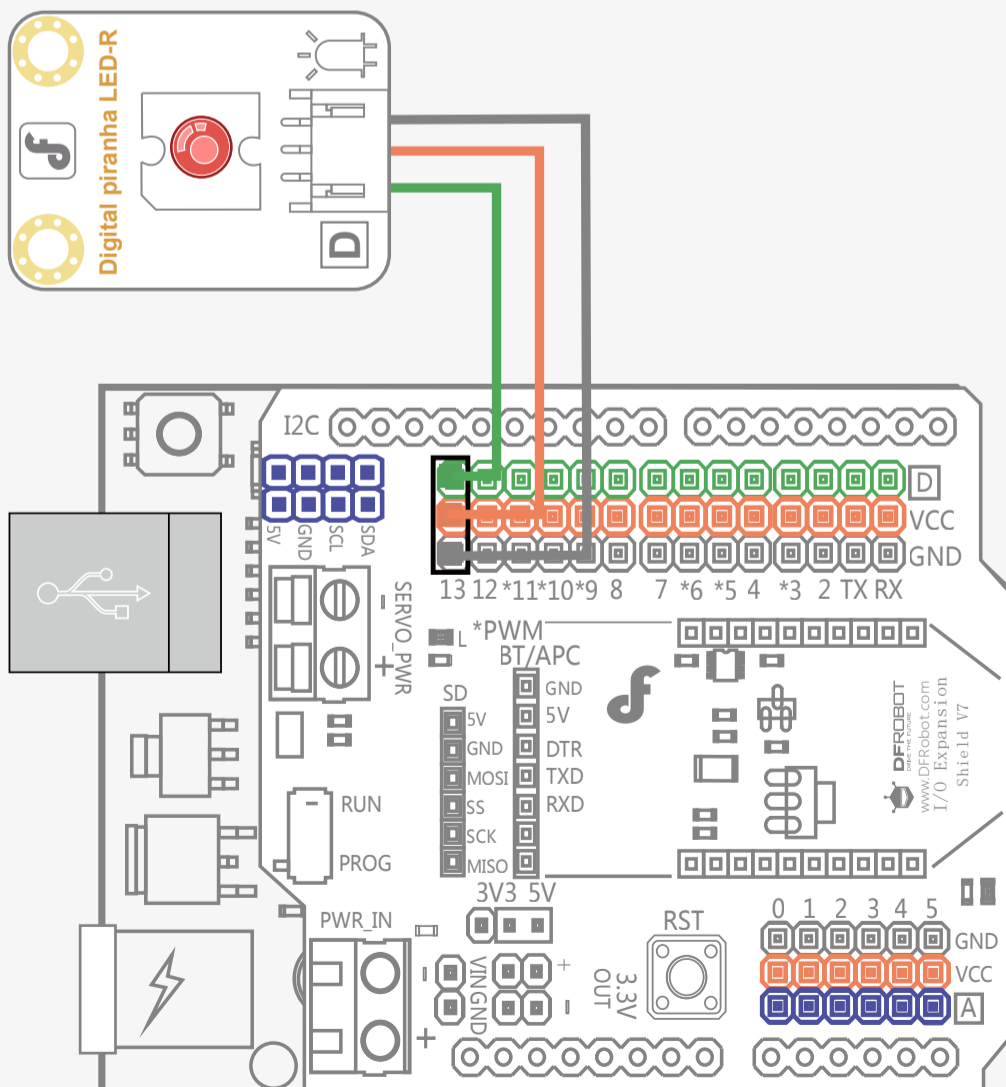 Digital piranha LED-R
D
I2C
5V
GND
SCL
SDA
D
VCC
GND
13 12 *11 *10 *9 8 7 *6 *5 4 *3 2 TX RX
SERVO_PWR
- +
L
*PWM
BT/APC
GND
5V
DTR
TXD
RXD
SD
5V
GND
MOSI
SS
SCK
MISO
DFROBOT
www.DFRobot.com
I/O Expansion
Shield V7
RUN
PROG
3V3 5V
PWR_IN
- +
VIN
GND
+ -
3.3V
OUT
RST
0 1 2 3 4 5
GND
VCC
A